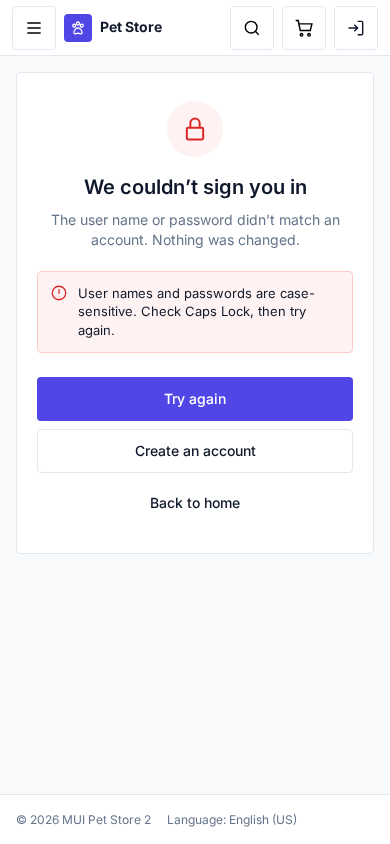 Pet Store
We couldn’t sign you in
The user name or password didn’t match an
account. Nothing was changed.
User names and passwords are case-
sensitive. Check Caps Lock, then try
again.
Try again
Create an account
Back to home
© 2026 MUI Pet Store 2 Language: English (US)